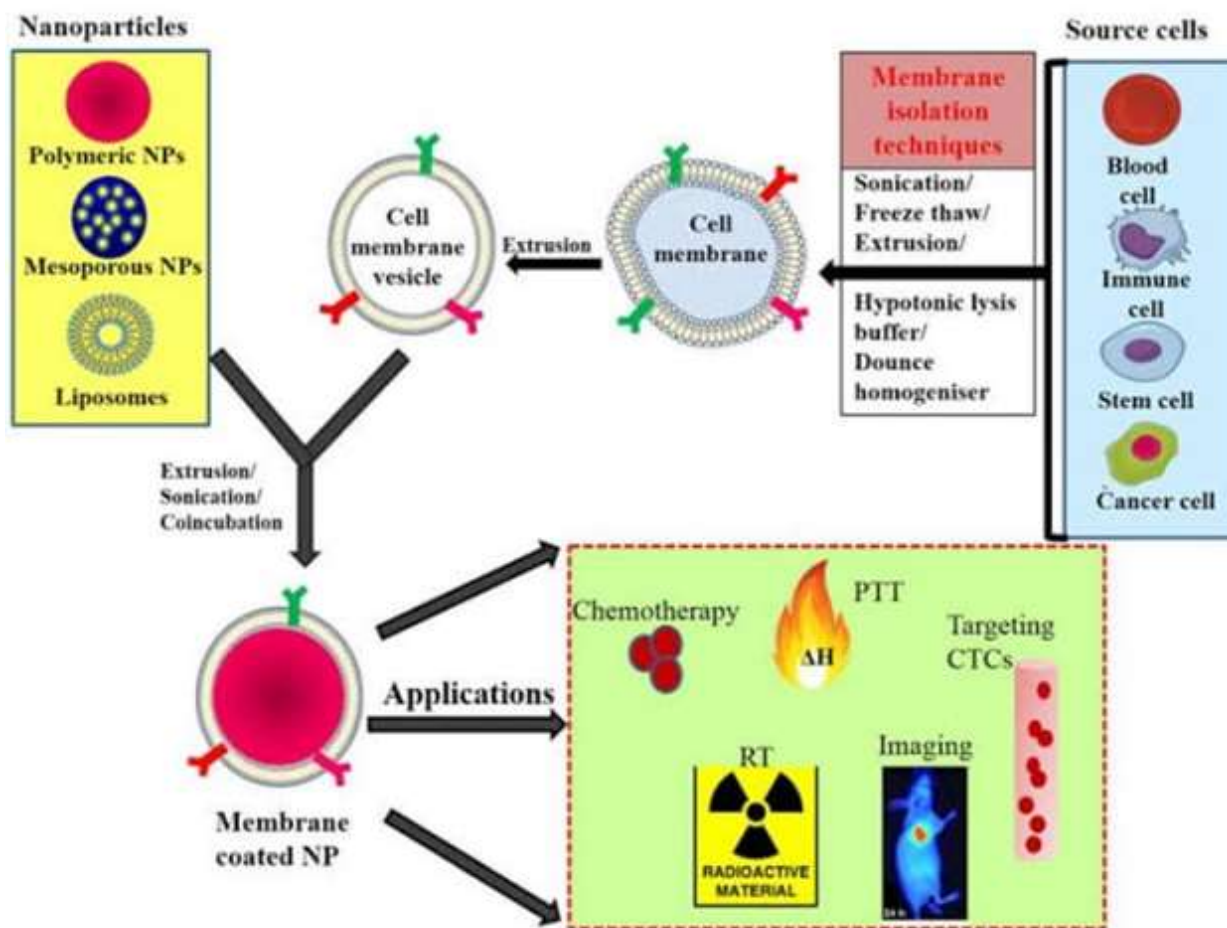 Nanoparticles
Polymeric NPs
Mesoporous NPs
Liposomes
Source cells
Blood
cell
Immune
cell
Stem cell
Cancer cell
Membrane
isolation
techniques
Sonication/
Freeze thaw/
Extrusion/
Hypotonic lysis
buffer/
Dounce
homogeniser
Cell
membrane
Extrusion
Cell
membrane
vesicle
Extrusion/
Sonication/
Coincubation
Membrane
coated NP
Applications
Chemotherapy
PTT
ΔH
Targeting
CTCs
RT
RADIOACTIVE
MATERIAL
Imaging